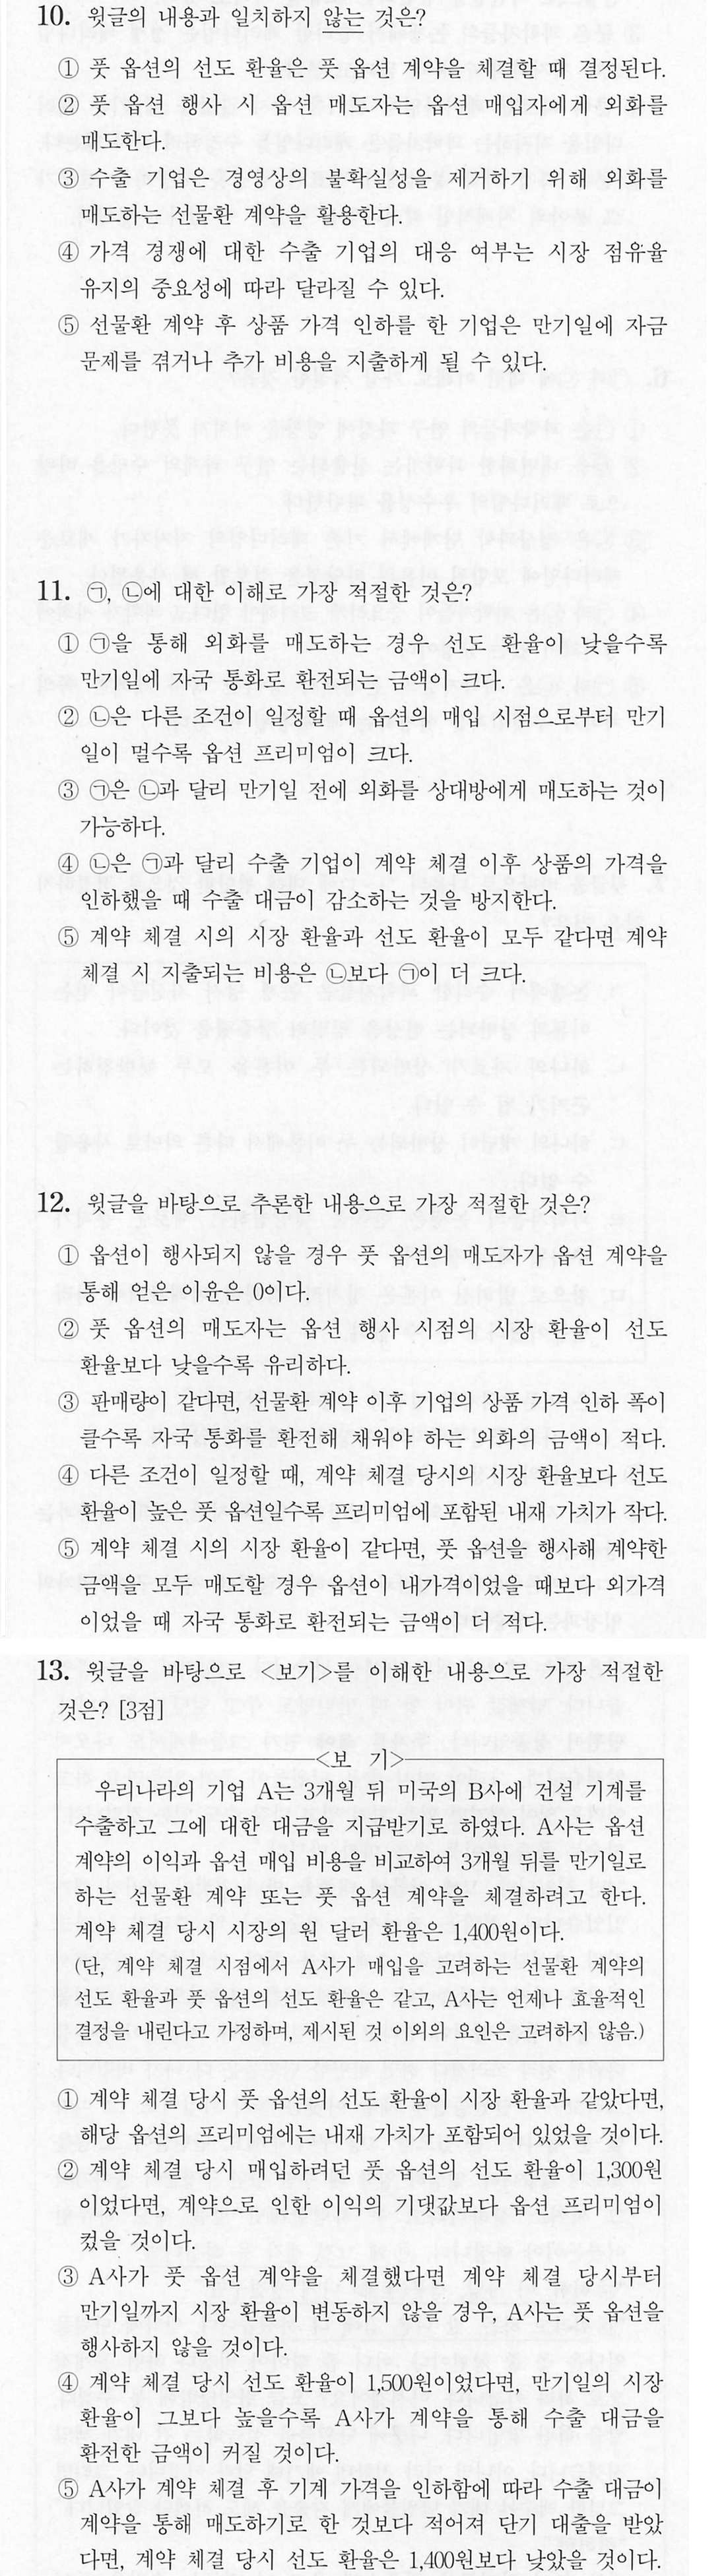 10. 윗글의 내용과 일치하지 않는 것은?
① 풋 옵션의 선도 환율은 풋 옵션 계약을 체결할 때 결정된다.
② 풋 옵션 행사 시 옵션 매도자는 옵션 매입자에게 외화를
매도한다.
③ 수출 기업은 경영상의 불확실성을 제거하기 위해 외화를
매도하는 선물환 계약을 활용한다.
④ 가격 경쟁에 대한 수출 기업의 대응 여부는 시장 점유율
유지의 중요성에 따라 달라질 수 있다.
⑤ 선물환 계약 후 상품 가격 인하를 한 기업은 만기일에 자금
문제를 겪거나 추가 비용을 지출하게 될 수 있다.
11. ㉠, ㉡에 대한 이해로 가장 적절한 것은?
① ㉠을 통해 외화를 매도하는 경우 선도 환율이 낮을수록
만기일에 자국 통화로 환전되는 금액이 크다.
② ㉡은 다른 조건이 일정할 때 옵션의 매입 시점으로부터 만기
일이 멀수록 옵션 프리미엄이 크다.
③ ㉠은 ㉡과 달리 만기일 전에 외화를 상대방에게 매도하는 것이
가능하다.
④ ㉡은 ㉠과 달리 수출 기업이 계약 체결 이후 상품의 가격을
인하했을 때 수출 대금이 감소하는 것을 방지한다.
⑤ 계약 체결 시의 시장 환율과 선도 환율이 모두 같다면 계약
체결 시 지출되는 비용은 ㉡보다 ㉠이 더 크다.
12. 윗글을 바탕으로 추론한 내용으로 가장 적절한 것은?
① 옵션이 행사되지 않을 경우 풋 옵션의 매도자가 옵션 계약을
통해 얻은 이윤은 0이다.
② 풋 옵션의 매도자는 옵션 행사 시점의 시장 환율이 선도
환율보다 낮을수록 유리하다.
③ 판매량이 같다면, 선물환 계약 이후 기업의 상품 가격 인하 폭이
클수록 자국 통화를 환전해 채워야 하는 외화의 금액이 적다.
④ 다른 조건이 일정할 때, 계약 체결 당시의 시장 환율보다 선도
환율이 높은 풋 옵션일수록 프리미엄에 포함된 내재 가치가 작다.
⑤ 계약 체결 시의 시장 환율이 같다면, 풋 옵션을 행사해 계약한
금액을 모두 매도할 경우 옵션이 내가격이었을 때보다 외가격
이었을 때 자국 통화로 환전되는 금액이 더 적다.
13. 윗글을 바탕으로 <보기>를 이해한 내용으로 가장 적절한
것은? [3점]
<보 기>
우리나라의 기업 A는 3개월 뒤 미국의 B사에 건설 기계를
수출하고 그에 대한 대금을 지급받기로 하였다. A사는 옵션
계약의 이익과 옵션 매입 비용을 비교하여 3개월 뒤를 만기일로
하는 선물환 계약 또는 풋 옵션 계약을 체결하려고 한다.
계약 체결 당시 시장의 원 달러 환율은 1,400원이다.
(단, 계약 체결 시점에서 A사가 매입을 고려하는 선물환 계약의
선도 환율과 풋 옵션의 선도 환율은 같고, A사는 언제나 효율적인
결정을 내린다고 가정하며, 제시된 것 이외의 요인은 고려하지 않음.)
① 계약 체결 당시 풋 옵션의 선도 환율이 시장 환율과 같았다면,
해당 옵션의 프리미엄에는 내재 가치가 포함되어 있었을 것이다.
② 계약 체결 당시 매입하려던 풋 옵션의 선도 환율이 1,300원
이었다면, 계약으로 인한 이익의 기댓값보다 옵션 프리미엄이
컸을 것이다.
③ A사가 풋 옵션 계약을 체결했다면 계약 체결 당시부터
만기일까지 시장 환율이 변동하지 않을 경우, A사는 풋 옵션을
행사하지 않을 것이다.
④ 계약 체결 당시 선도 환율이 1,500원이었다면, 만기일의 시장
환율이 그보다 높을수록 A사가 계약을 통해 수출 대금을
환전한 금액이 커질 것이다.
⑤ A사가 계약 체결 후 기계 가격을 인하함에 따라 수출 대금이
계약을 통해 매도하기로 한 것보다 적어져 단기 대출을 받았
다면, 계약 체결 당시 선도 환율은 1,400원보다 낮았을 것이다.